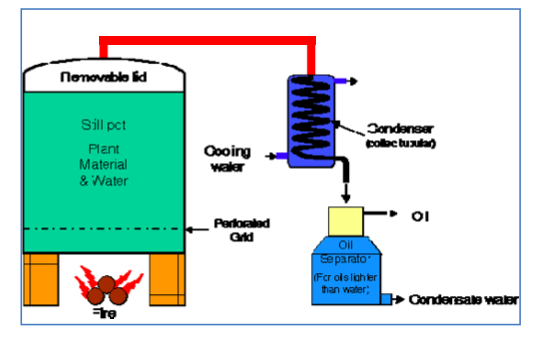 Removable lid
Still pot
Plant
Material
& Water
Cooling
water
Condenser
(coiled tubular)
Perforated
Grid
Fire
Oil
Oil
Separator
(For oils lighter
than water)
Condensate water